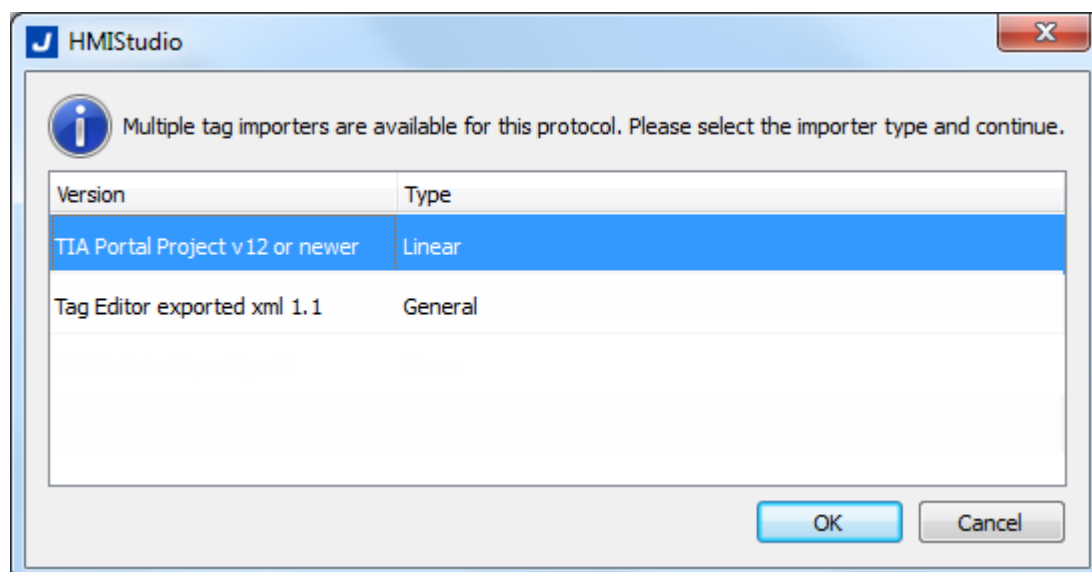 HMIStudio
Multiple tag importers are available for this protocol. Please select the importer type and continue.
Version Type
TIA Portal Project v12 or newer Linear
Tag Editor exported xml 1.1 General
OK Cancel